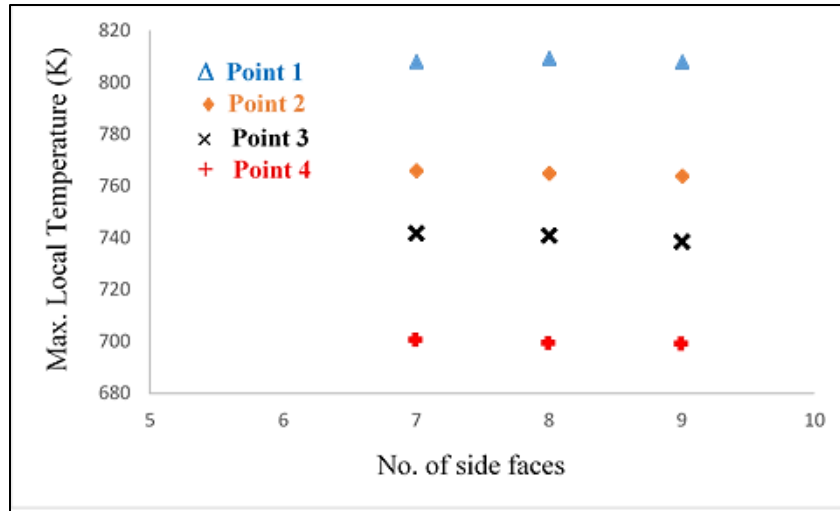 820
800
780
760
740
720
700
680
Max. Local Temperature (K)
Δ Point 1
Point 2
× Point 3
+ Point 4
5 6 7 8 9 10
No. of side faces